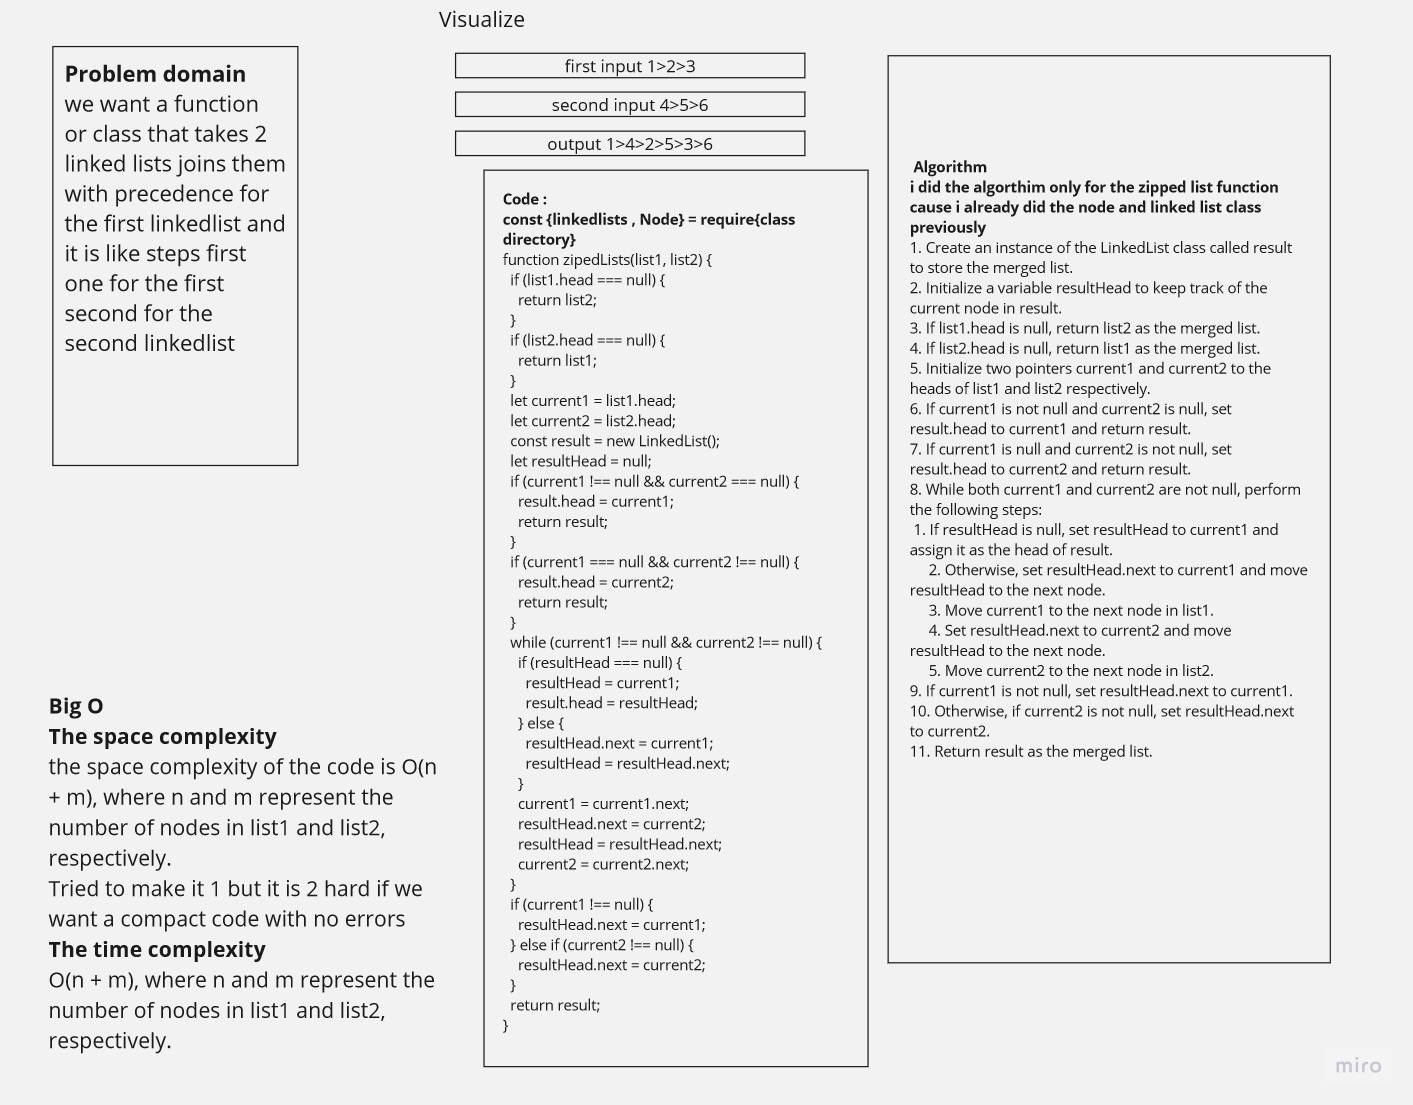 Visualize
Problem domain
we want a function
or class that takes 2
linked lists joins them
with precedence for
the first linkedlist and
it is like steps first
one for the first
second for the
second linkedlist
first input 1>2>3
second input 4>5>6
output 1>4>2>5>3>6
Code :
const {linkedlists , Node} = require{class
directory}
function zipedLists(list1, list2) {
if (list1.head === null) {
return list2;
}
if (list2.head === null) {
return list1;
}
let current1 = list1.head;
let current2 = list2.head;
const result = new LinkedList();
let resultHead = null;
if (current1 !== null && current2 === null) {
result.head = current1;
return result;
}
if (current1 === null && current2 !== null) {
result.head = current2;
return result;
}
while (current1 !== null && current2 !== null) {
if (resultHead === null) {
resultHead = current1;
result.head = resultHead;
} else {
resultHead.next = current1;
resultHead = resultHead.next;
}
current1 = current1.next;
resultHead.next = current2;
resultHead = resultHead.next;
current2 = current2.next;
}
if (current1 !== null) {
resultHead.next = current1;
} else if (current2 !== null) {
resultHead.next = current2;
}
return result;
}
Algorithm
i did the algorthim only for the zipped list function
cause i already did the node and linked list class
previously
1. Create an instance of the LinkedList class called result
to store the merged list.
2. Initialize a variable resultHead to keep track of the
current node in result.
3. If list1.head is null, return list2 as the merged list.
4. If list2.head is null, return list1 as the merged list.
5. Initialize two pointers current1 and current2 to the
heads of list1 and list2 respectively.
6. If current1 is not null and current2 is null, set
result.head to current1 and return result.
7. If current1 is null and current2 is not null, set
result.head to current2 and return result.
8. While both current1 and current2 are not null, perform
the following steps:
1. If resultHead is null, set resultHead to current1 and
assign it as the head of result.
2. Otherwise, set resultHead.next to current1 and move
resultHead to the next node.
3. Move current1 to the next node in list1.
4. Set resultHead.next to current2 and move
resultHead to the next node.
5. Move current2 to the next node in list2.
9. If current1 is not null, set resultHead.next to current1.
10. Otherwise, if current2 is not null, set resultHead.next
to current2.
11. Return result as the merged list.
Big O
The space complexity
the space complexity of the code is O(n
+ m), where n and m represent the
number of nodes in list1 and list2,
respectively.
Tried to make it 1 but it is 2 hard if we
want a compact code with no errors
The time complexity
O(n + m), where n and m represent the
number of nodes in list1 and list2,
respectively.
miro